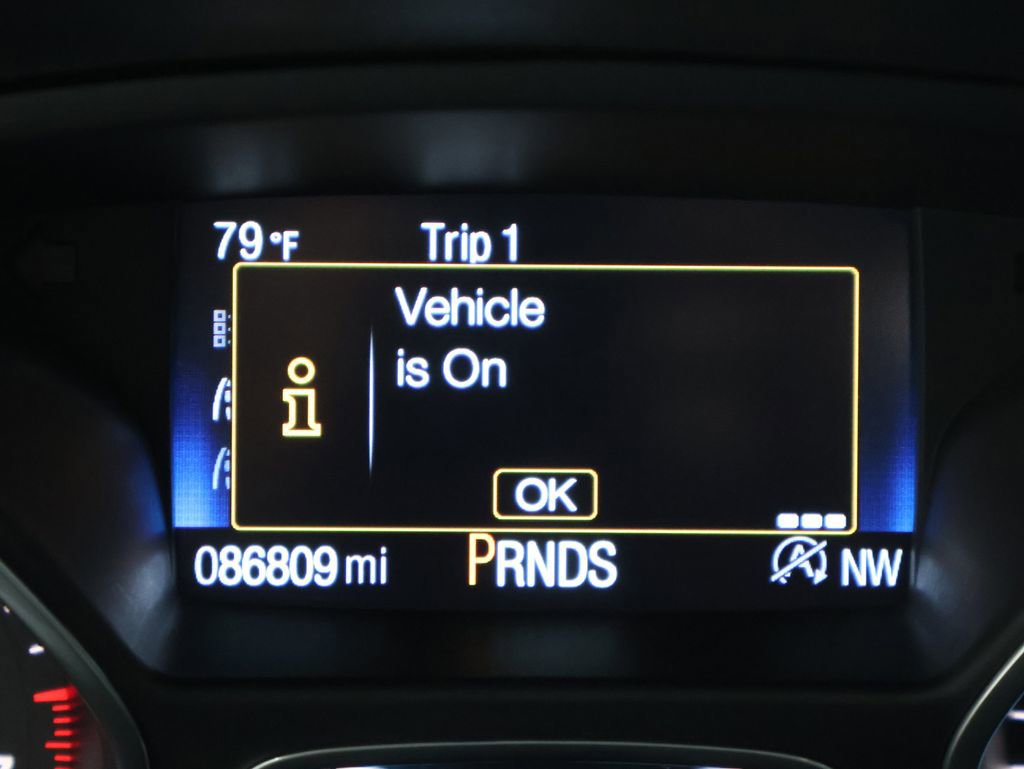 79 °F Trip 1
Vehicle
is On
OK
086809 mi PRNDS A NW